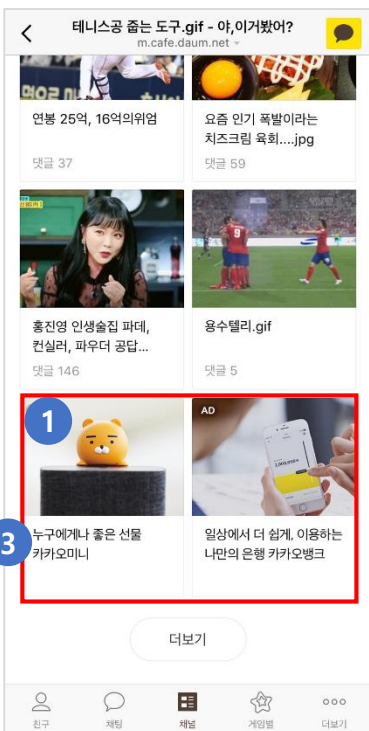 테니스공 줍는 도구.gif - 야,이거봤어?
m.cafe.daum.net
연봉 25억, 16억의위엄
댓글 37
요즘 인기 폭발이라는
치즈크림 육회....jpg
댓글 59
홍진영 인생술집 파데,
컨실러, 파우더 공답...
댓글 146
용수텔리.gif
댓글 5
1
AD
3
누구에게나 좋은 선물
카카오미니
일상에서 더 쉽게, 이용하는
나만의 은행 카카오뱅크
더보기
친구
채팅
채널
게임별
더보기